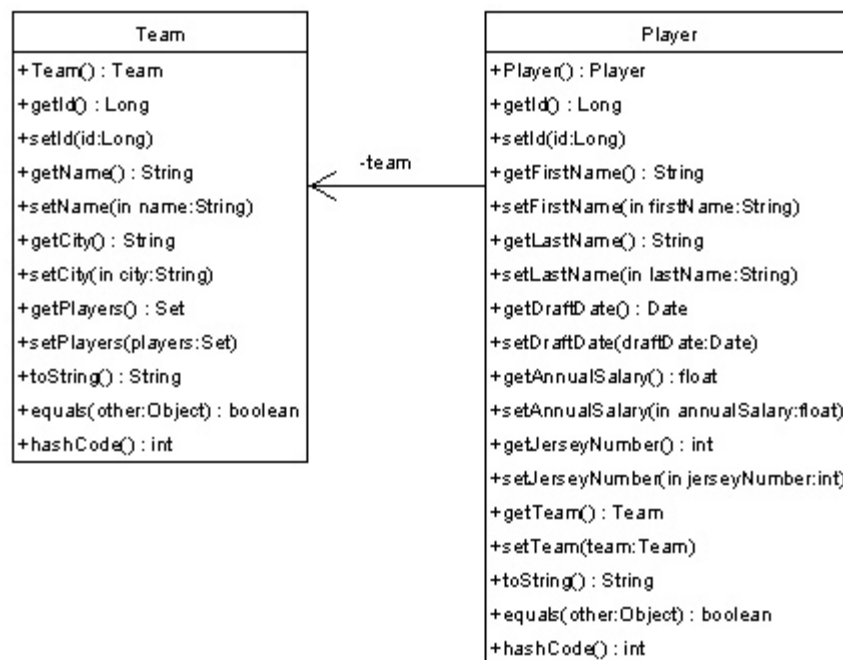 Team
+Team() : Team
+getId() : Long
+setId(id:Long)
+getName() : String
+setName(in name:String)
+getCity() : String
+setCity(in city:String)
+getPlayers() : Set
+setPlayers(players:Set)
+toString() : String
+equals(other:Object) : boolean
+hashCode() : int
-team
Player
+Player() : Player
+getId() : Long
+setId(id:Long)
+getFirstName() : String
+setFirstName(in firstName:String)
+getLastName() : String
+setLastName(in lastName:String)
+getDraftDate() : Date
+setDraftDate(draftDate:Date)
+getAnnualSalary() : float
+setAnnualSalary(in annualSalary:float)
+getJerseyNumber() : int
+setJerseyNumber(in jerseyNumber:int)
+getTeam() : Team
+setTeam(team:Team)
+toString() : String
+equals(other:Object) : boolean
+hashCode() : int